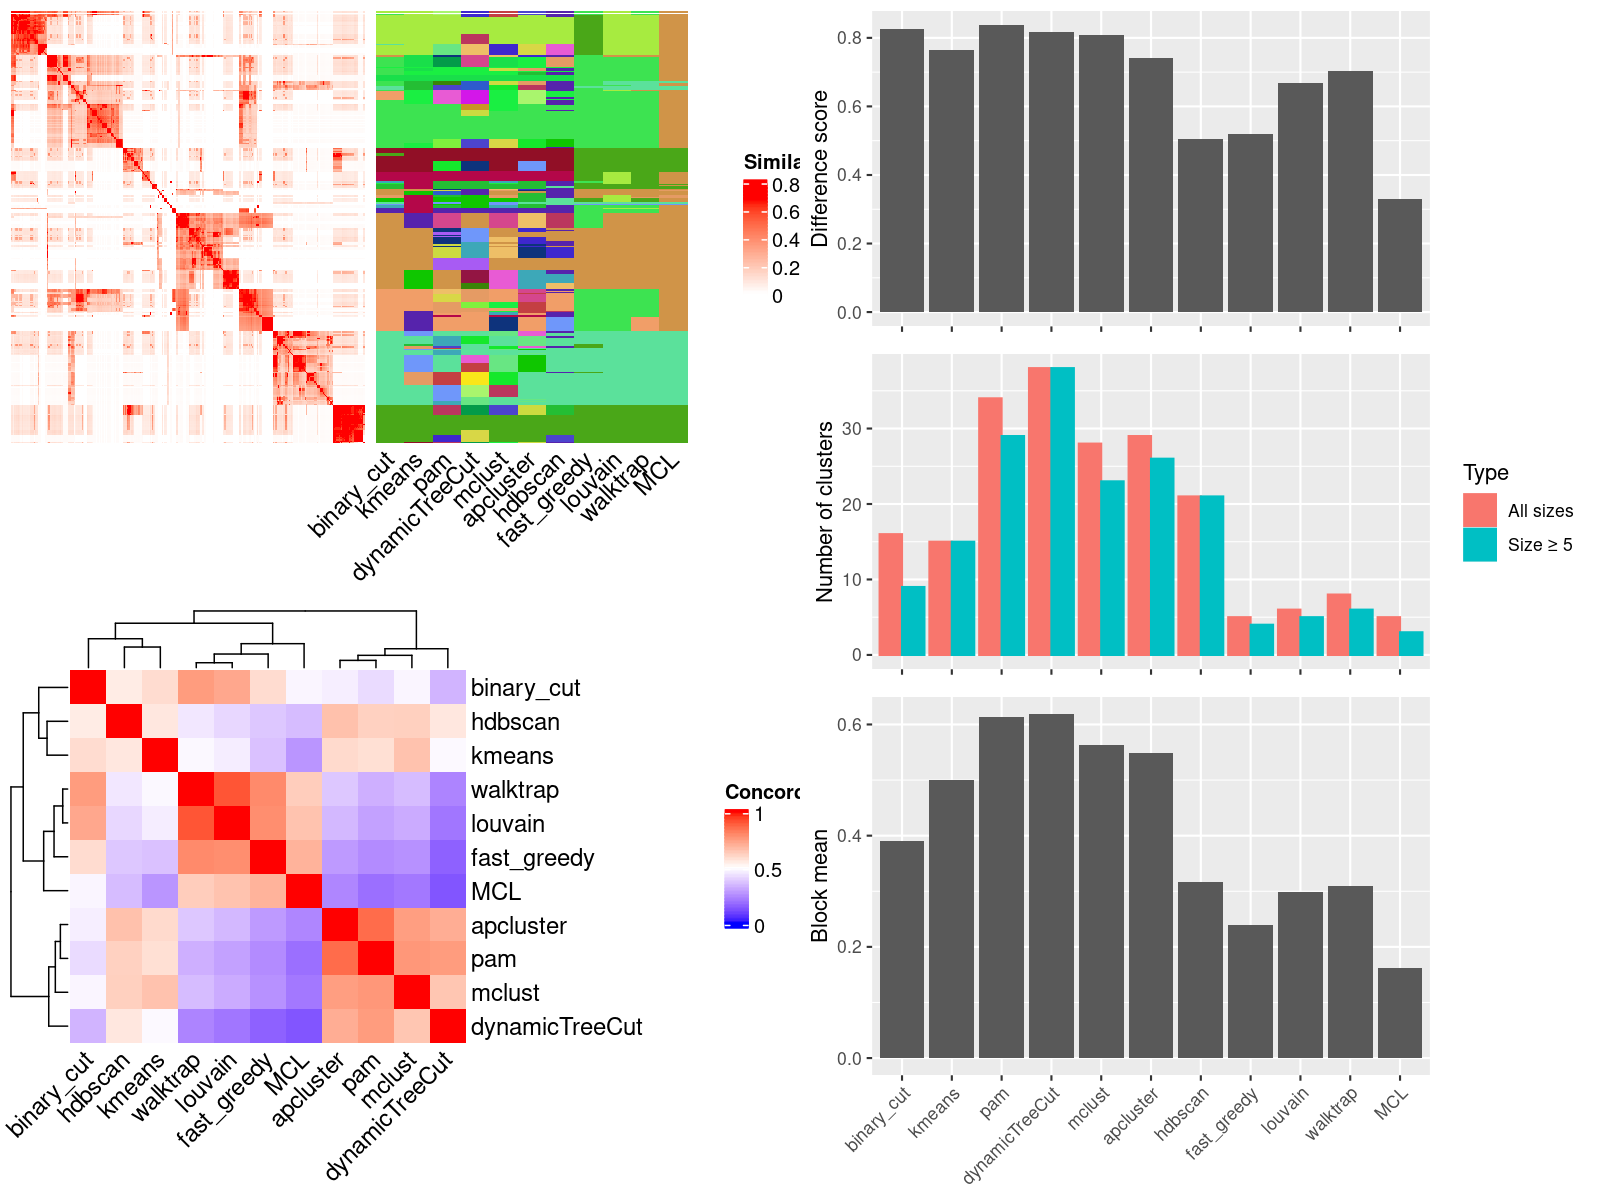 Simila
0.8
0.6
0.4
0.2
0
binary_cut
kmeans
pam
dynamicTreeCut
mclust
apcluster
hdbscan
fast_greedy
louvain
walktrap
MCL
binary_cut
hdbscan
kmeans
walktrap
louvain
fast_greedy
MCL
apcluster
pam
mclust
dynamicTreeCut
binary_cut
hdbscan
kmeans
walktrap
louvain
fast_greedy
MCL
apcluster
pam
mclust
dynamicTreeCut
Concord
1
0.5
0
Difference score
0.8
0.6
0.4
0.2
0.0
Number of clusters
30
20
10
0
Type
All sizes
Size ≥ 5
Block mean
0.6
0.4
0.2
0.0
binary_cut
kmeans
pam
dynamicTreeCut
mclust
apcluster
hdbscan
fast_greedy
louvain
walktrap
MCL